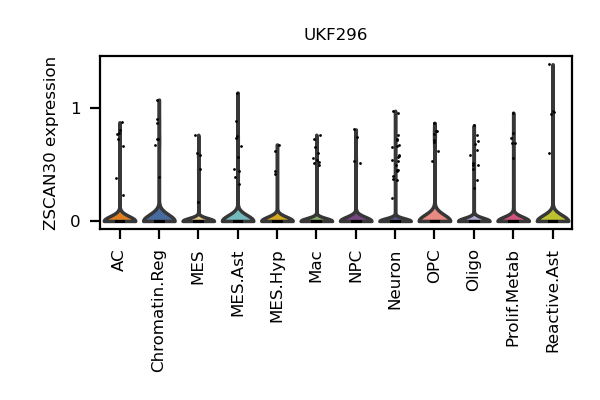 UKF296
ZSCAN30 expression
1
0
AC
Chromatin.Reg
MES
MES.Ast
MES.Hyp
Mac
NPC
Neuron
OPC
Oligo
Prolif.Metab
Reactive.Ast